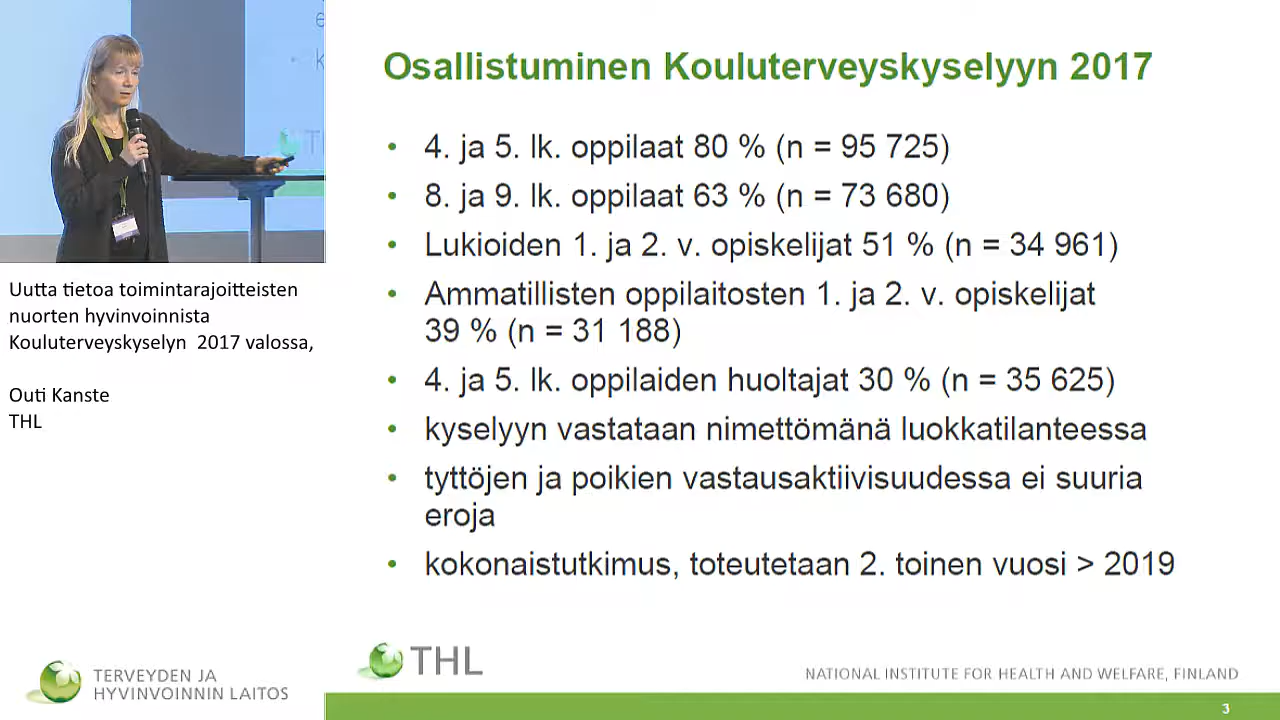 Uutta tietoa toimintarajoitteisten
nuorten hyvinvoinnista
Kouluterveyskyselyn 2017 valossa,
Outi Kanste
THL
TERVEYDEN JA
HYVINVOINNIN LAITOS
Osallistuminen Kouluterveyskyselyyn 2017
• 4. ja 5. lk. oppilaat 80 % (n = 95 725)
• 8. ja 9. lk. oppilaat 63 % (n = 73 680)
• Lukioiden 1. ja 2. v. opiskelijat 51 % (n = 34 961)
• Ammatillisten oppilaitosten 1. ja 2. v. opiskelijat
39 % (n = 31 188)
• 4. ja 5. lk. oppilaiden huoltajat 30 % (n = 35 625)
• kyselyyn vastataan nimettömänä luokkatilanteessa
• tyttöjen ja poikien vastausaktiivisuudessa ei suuria
eroja
• kokonaistutkimus, toteutetaan 2. toinen vuosi > 2019
THL
NATIONAL INSTITUTE FOR HEALTH AND WELFARE, FINLAND
3